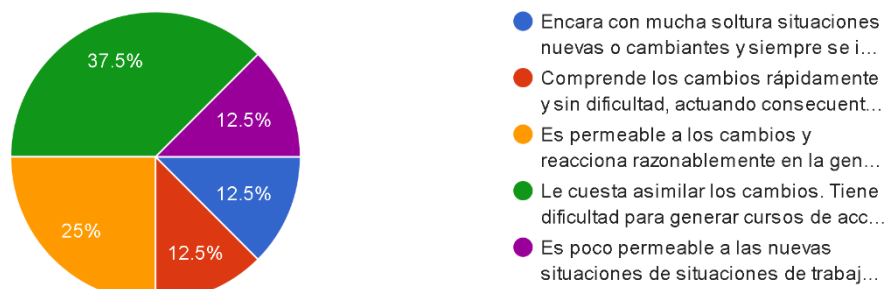 37.5%
12.5%
12.5%
12.5%
25%
Encara con mucha soltura situaciones
nuevas o cambiantes y siempre se i...
Comprende los cambios rápidamente
y sin dificultad, actuando consecuent...
Es permeable a los cambios y
reacciona razonablemente en la gen...
Le cuesta asimilar los cambios. Tiene
dificultad para generar cursos de acc...
Es poco permeable a las nuevas
situaciones de situaciones de trabaj...